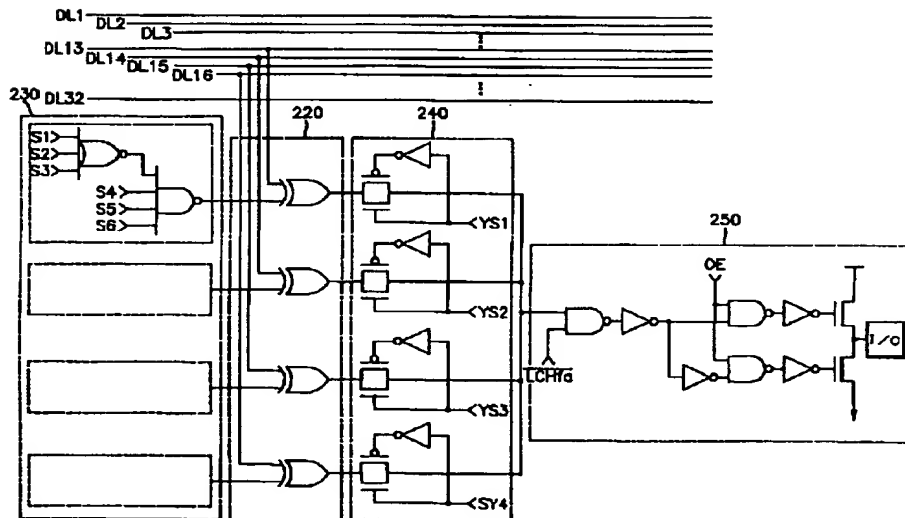 DL1
DL2
DL3
DL13
DL14
DL15
DL16
230 DL32 220 240
S1
S2
S3
S4
S5
S6
YS1
250
OE
YS2
I/O
YS3
SY4